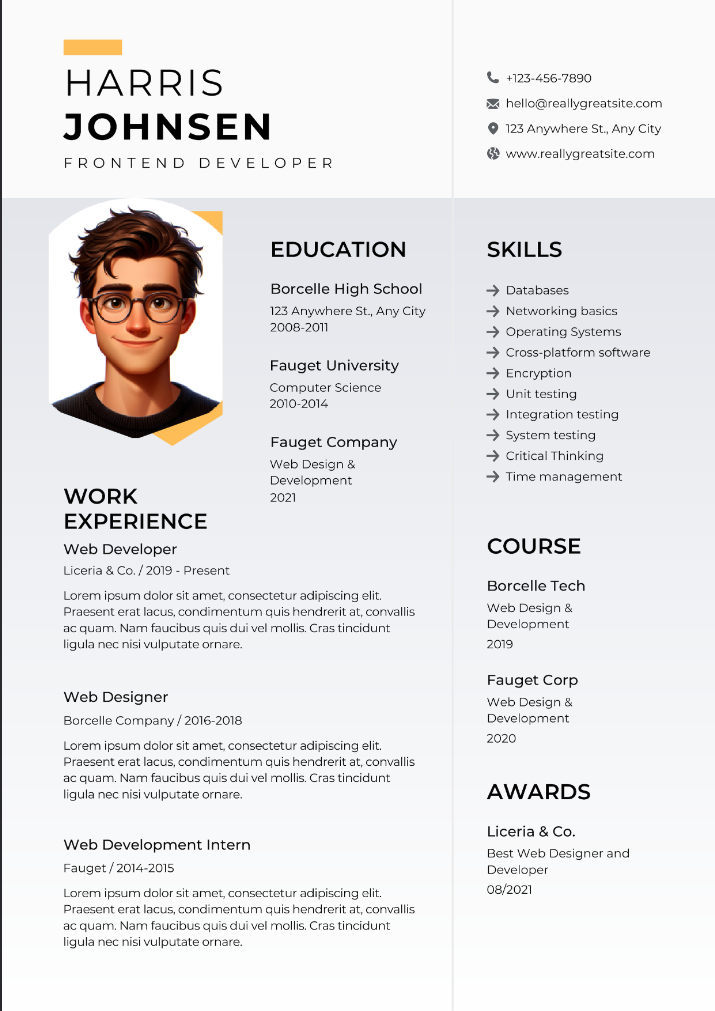 HARRIS
JOHNSEN
FRONTEND DEVELOPER
+123-456-7890
hello@reallygreatsite.com
123 Anywhere St., Any City
www.reallygreatsite.com
EDUCATION
Borcelle High School
123 Anywhere St., Any City
2008-2011
Fauget University
Computer Science
2010-2014
Fauget Company
Web Design &
Development
2021
WORK
EXPERIENCE
Web Developer
Liceria & Co. / 2019 - Present
Lorem ipsum dolor sit amet, consectetur adipiscing elit.
Praesent erat lacus, condimentum quis hendrerit at, convallis
ac quam. Nam faucibus quis dui vel mollis. Cras tincidunt
ligula nec nisi vulputate ornare.
Web Designer
Borcelle Company / 2016-2018
Lorem ipsum dolor sit amet, consectetur adipiscing elit.
Praesent erat lacus, condimentum quis hendrerit at, convallis
ac quam. Nam faucibus quis dui vel mollis. Cras tincidunt
ligula nec nisi vulputate ornare.
Web Development Intern
Fauget / 2014-2015
Lorem ipsum dolor sit amet, consectetur adipiscing elit.
Praesent erat lacus, condimentum quis hendrerit at, convallis
ac quam. Nam faucibus quis dui vel mollis. Cras tincidunt
ligula nec nisi vulputate ornare.
SKILLS
Databases
Networking basics
Operating Systems
Cross-platform software
Encryption
Unit testing
Integration testing
System testing
Critical Thinking
Time management
COURSE
Borcelle Tech
Web Design &
Development
2019
Fauget Corp
Web Design &
Development
2020
AWARDS
Liceria & Co.
Best Web Designer and
Developer
08/2021